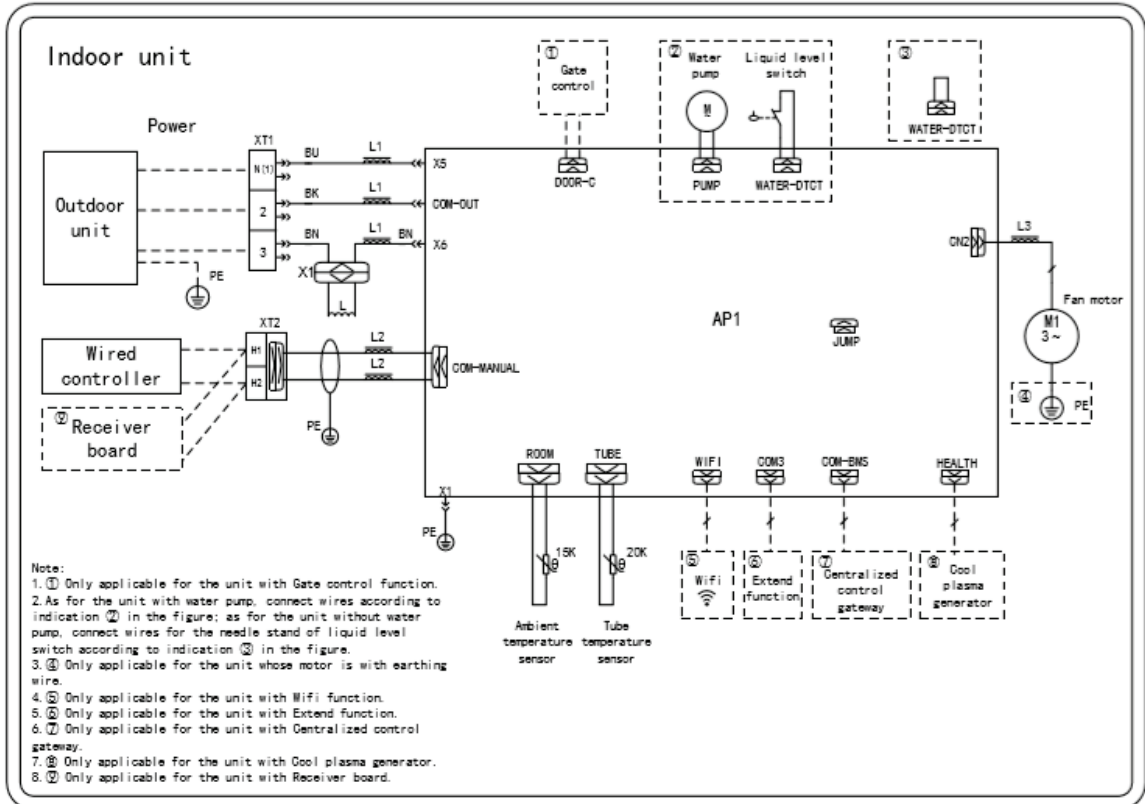 Indoor unit
Power
Outdoor
unit
XT1
N(1)
2
3
BU
BK
BN
L1
L1
L1
BN
X5
COM-OUT
X6
X1
L
PE
①
Gate
control
DOOR-C
②
Water
pump
Liquid level
switch
M
PUMP
WATER-DTCT
③
WATER-DTCT
CN2
L3
Fan motor
M1
3~
④
PE
AP1
JUMP
Wired
controller
⑨
Receiver
board
XT2
H1
H2
L2
L2
PE
COM-MANUAL
X1
PE
ROOM
TUBE
15K
θ
20K
θ
Ambient
temperature
sensor
Tube
temperature
sensor
WIFI
COM3
COM-BMS
HEALTH
⑤
Wifi
⑥
Extend
function
⑦
Centralized
control
gateway
⑧
Cool
plasma
generator
Note:
1. ① Only applicable for the unit with Gate control function.
2. As for the unit with water pump, connect wires according to
indication ② in the figure; as for the unit without water
pump, connect wires for the needle stand of liquid level
switch according to indication ③ in the figure.
3. ④ Only applicable for the unit whose motor is with earthing
wire.
4. ⑤ Only applicable for the unit with Wifi function.
5. ⑥ Only applicable for the unit with Extend function.
6. ⑦ Only applicable for the unit with Centralized control
gateway.
7. ⑧ Only applicable for the unit with Cool plasma generator.
8. ⑨ Only applicable for the unit with Receiver board.